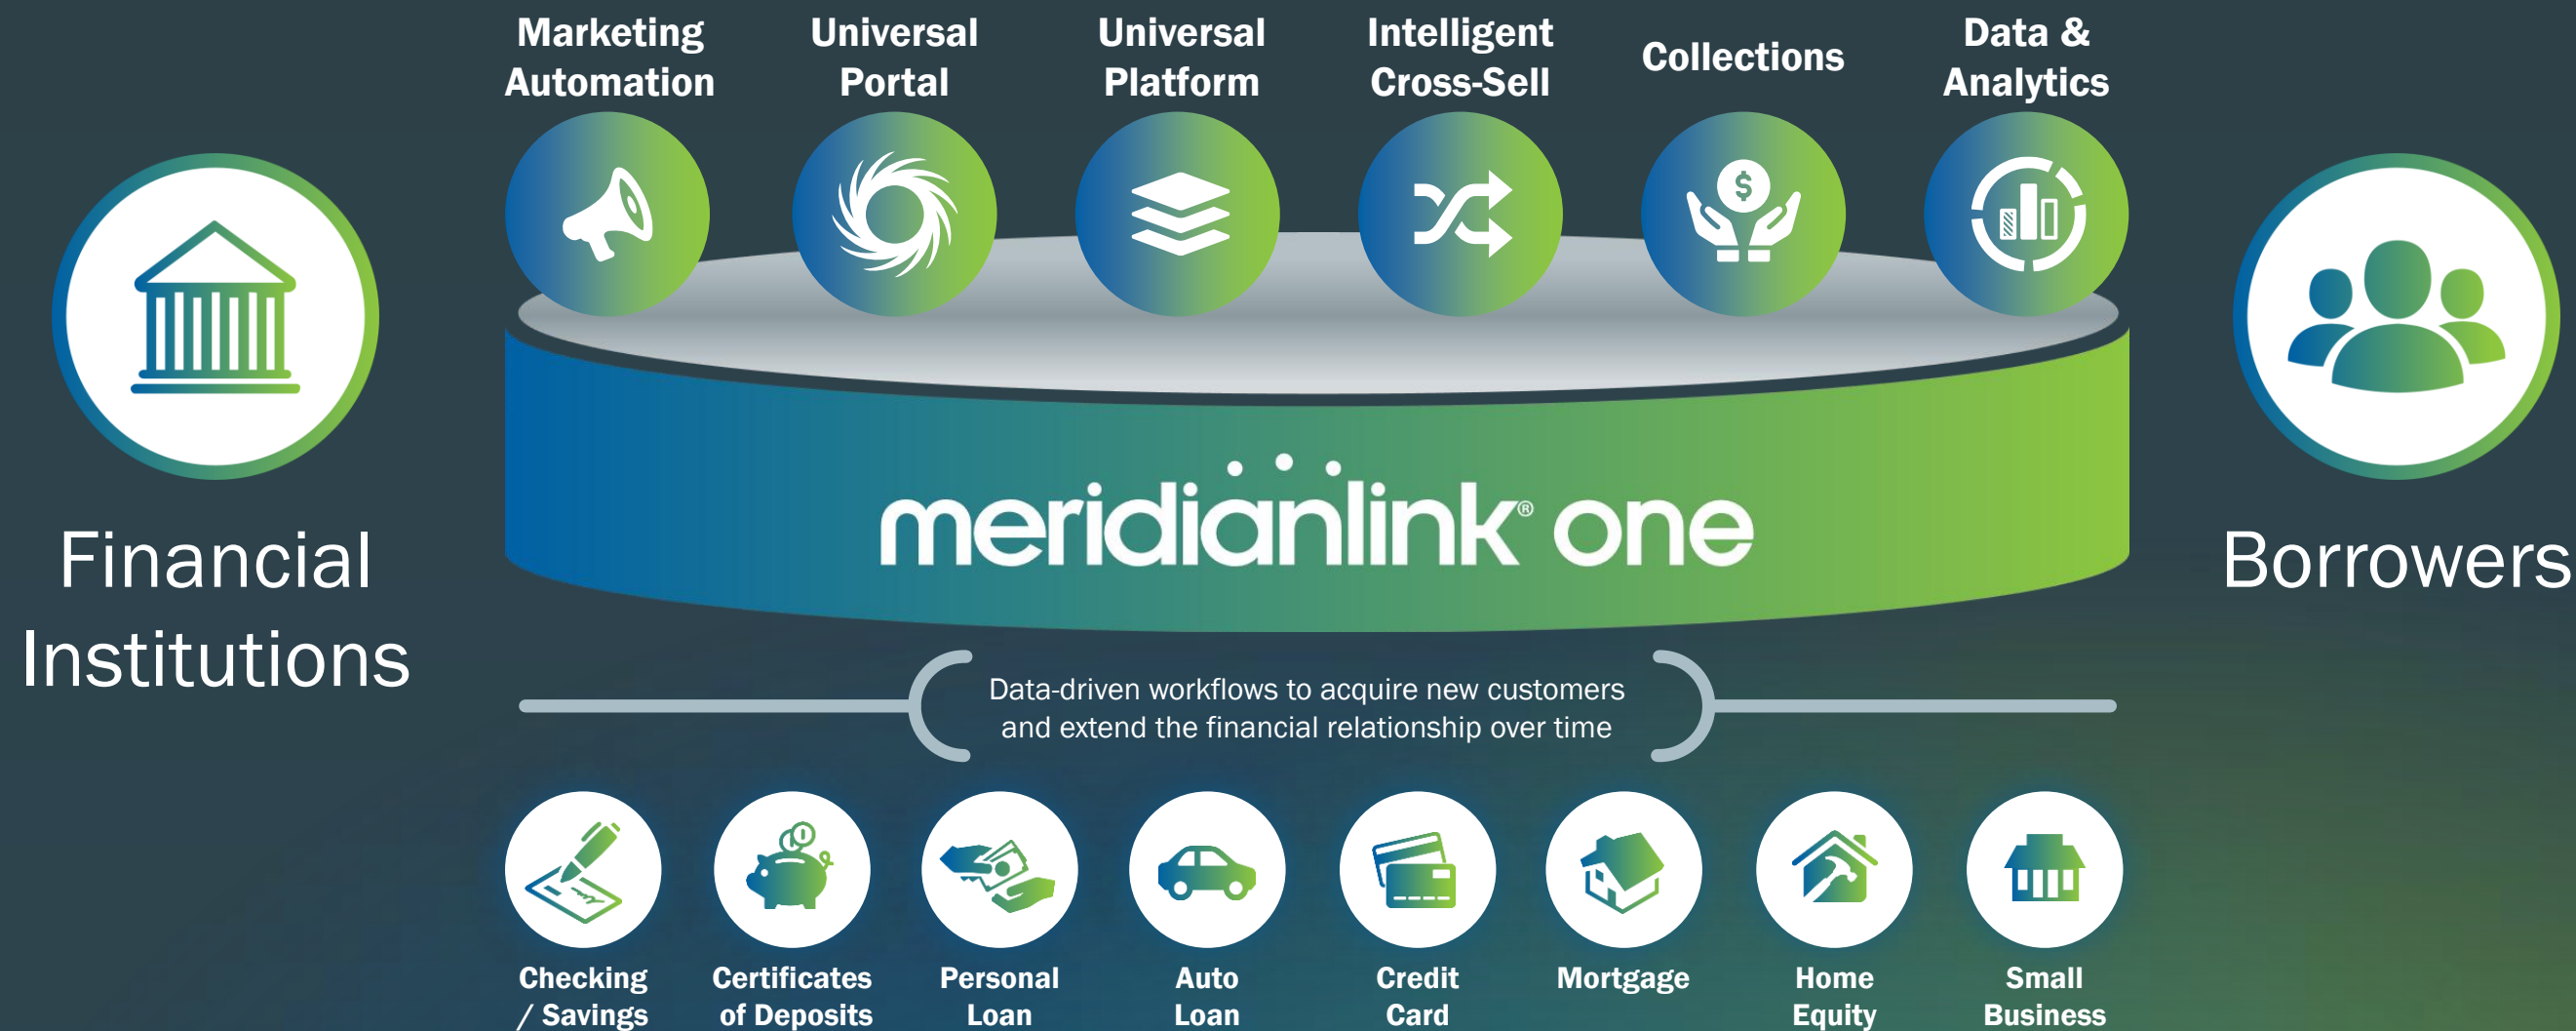 Marketing
Automation
Universal
Portal
Universal
Platform
Intelligent
Cross-Sell
Collections
Data &
Analytics
Financial
Institutions
meridianlink® one
Borrowers
Data-driven workflows to acquire new customers
and extend the financial relationship over time
Checking
/ Savings
Certificates
of Deposits
Personal
Loan
Auto
Loan
Credit
Card
Mortgage
Home
Equity
Small
Business